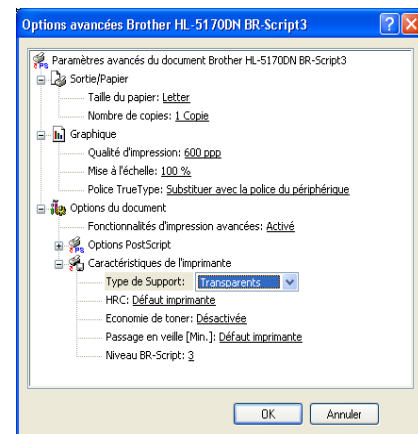 Options avancées Brother HL-5170DN BR-Script3
Paramètres avancés du document Brother HL-5170DN BR-Script3
Sortie/Papier
Taille du papier: Letter
Nombre de copies: 1 Copie
Graphique
Qualité d'impression: 600 ppp
Mise à l'échelle: 100 %
Police TrueType: Substituer avec la police du périphérique
Options du document
Fonctionnalités d'impression avancées: Activé
Options PostScript
Caractéristiques de l'imprimante
Type de Support: Transparents
HRC: Défaut imprimante
Economie de toner: Désactivée
Passage en veille [Min.]: Défaut imprimante
Niveau BR-Script: 3
OK Annuler